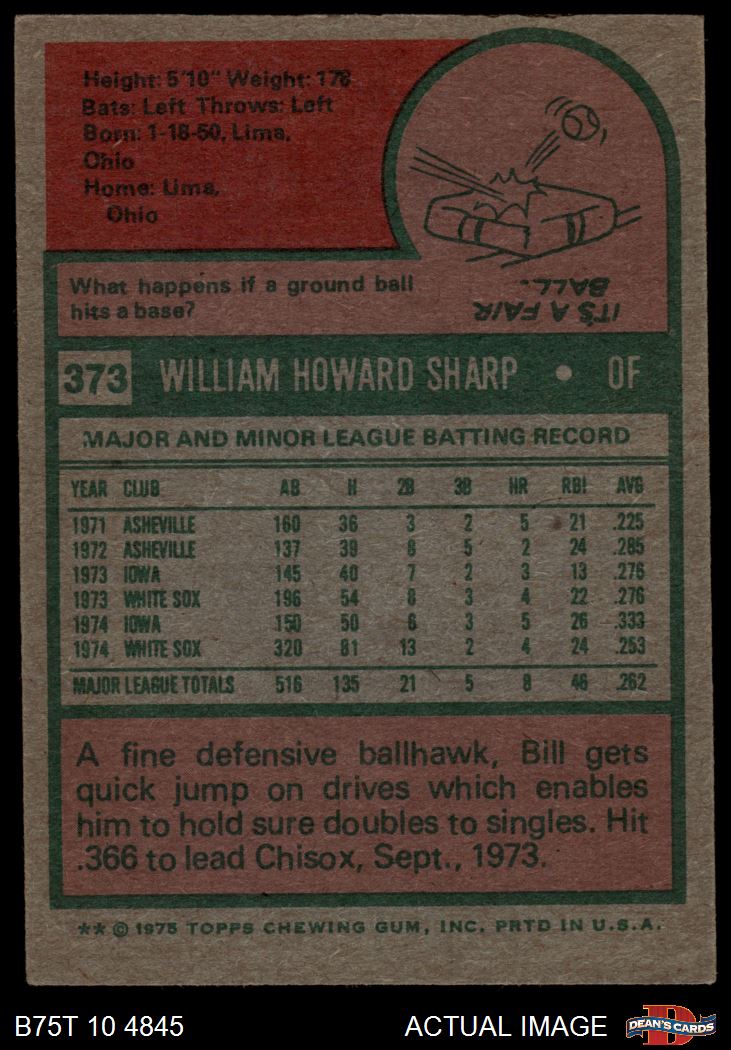 Height: 5'10" Weight: 178
Bats: Left Throws: Left
Born: 1-18-50, Lima,
Ohio
Home: Lima,
Ohio
What happens if a ground ball
hits a base?
IT'S A FAIR
BALL.
373 WILLIAM HOWARD SHARP • OF
MAJOR AND MINOR LEAGUE BATTING RECORD
YEAR CLUB AB H 2B 3B HR RBI AVG
1971 ASHEVILLE 160 36 3 2 5 21 .225
1972 ASHEVILLE 137 39 6 5 2 24 .285
1973 IOWA 145 40 7 2 3 13 .276
1973 WHITE SOX 196 54 8 3 4 22 .276
1974 IOWA 150 50 6 3 5 26 .333
1974 WHITE SOX 320 81 13 2 4 24 .253
MAJOR LEAGUE TOTALS 516 135 21 5 8 46 .262
A fine defensive ballhawk, Bill gets
quick jump on drives which enables
him to hold sure doubles to singles. Hit
.366 to lead Chisox, Sept., 1973.
** © 1975 TOPPS CHEWING GUM, INC. PRTD IN U.S.A.
B75T 10 4845 ACTUAL IMAGE DEAN'S CARDS